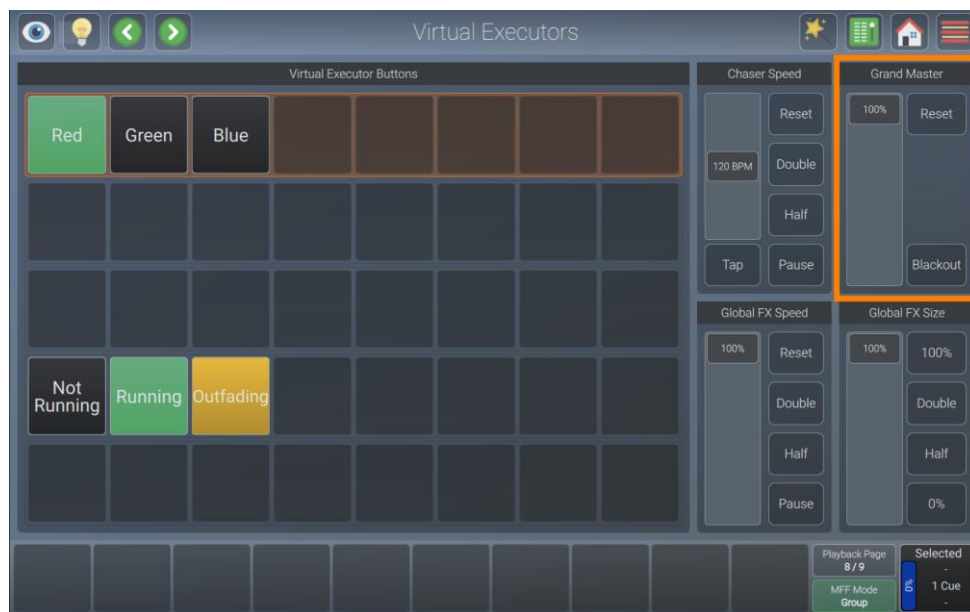 Virtual Executors
Virtual Executor Buttons
Chaser Speed
Grand Master
Red
Green
Blue
120 BPM
Reset
Double
Half
Tap
Pause
100%
Reset
Blackout
Not
Running
Running
Outfading
Global FX Speed
Global FX Size
100%
Reset
Double
Half
Pause
100%
100%
Double
Half
0%
Playback Page
8 / 9
MFF Mode
Group
Selected
-
0%
1 Cue
-